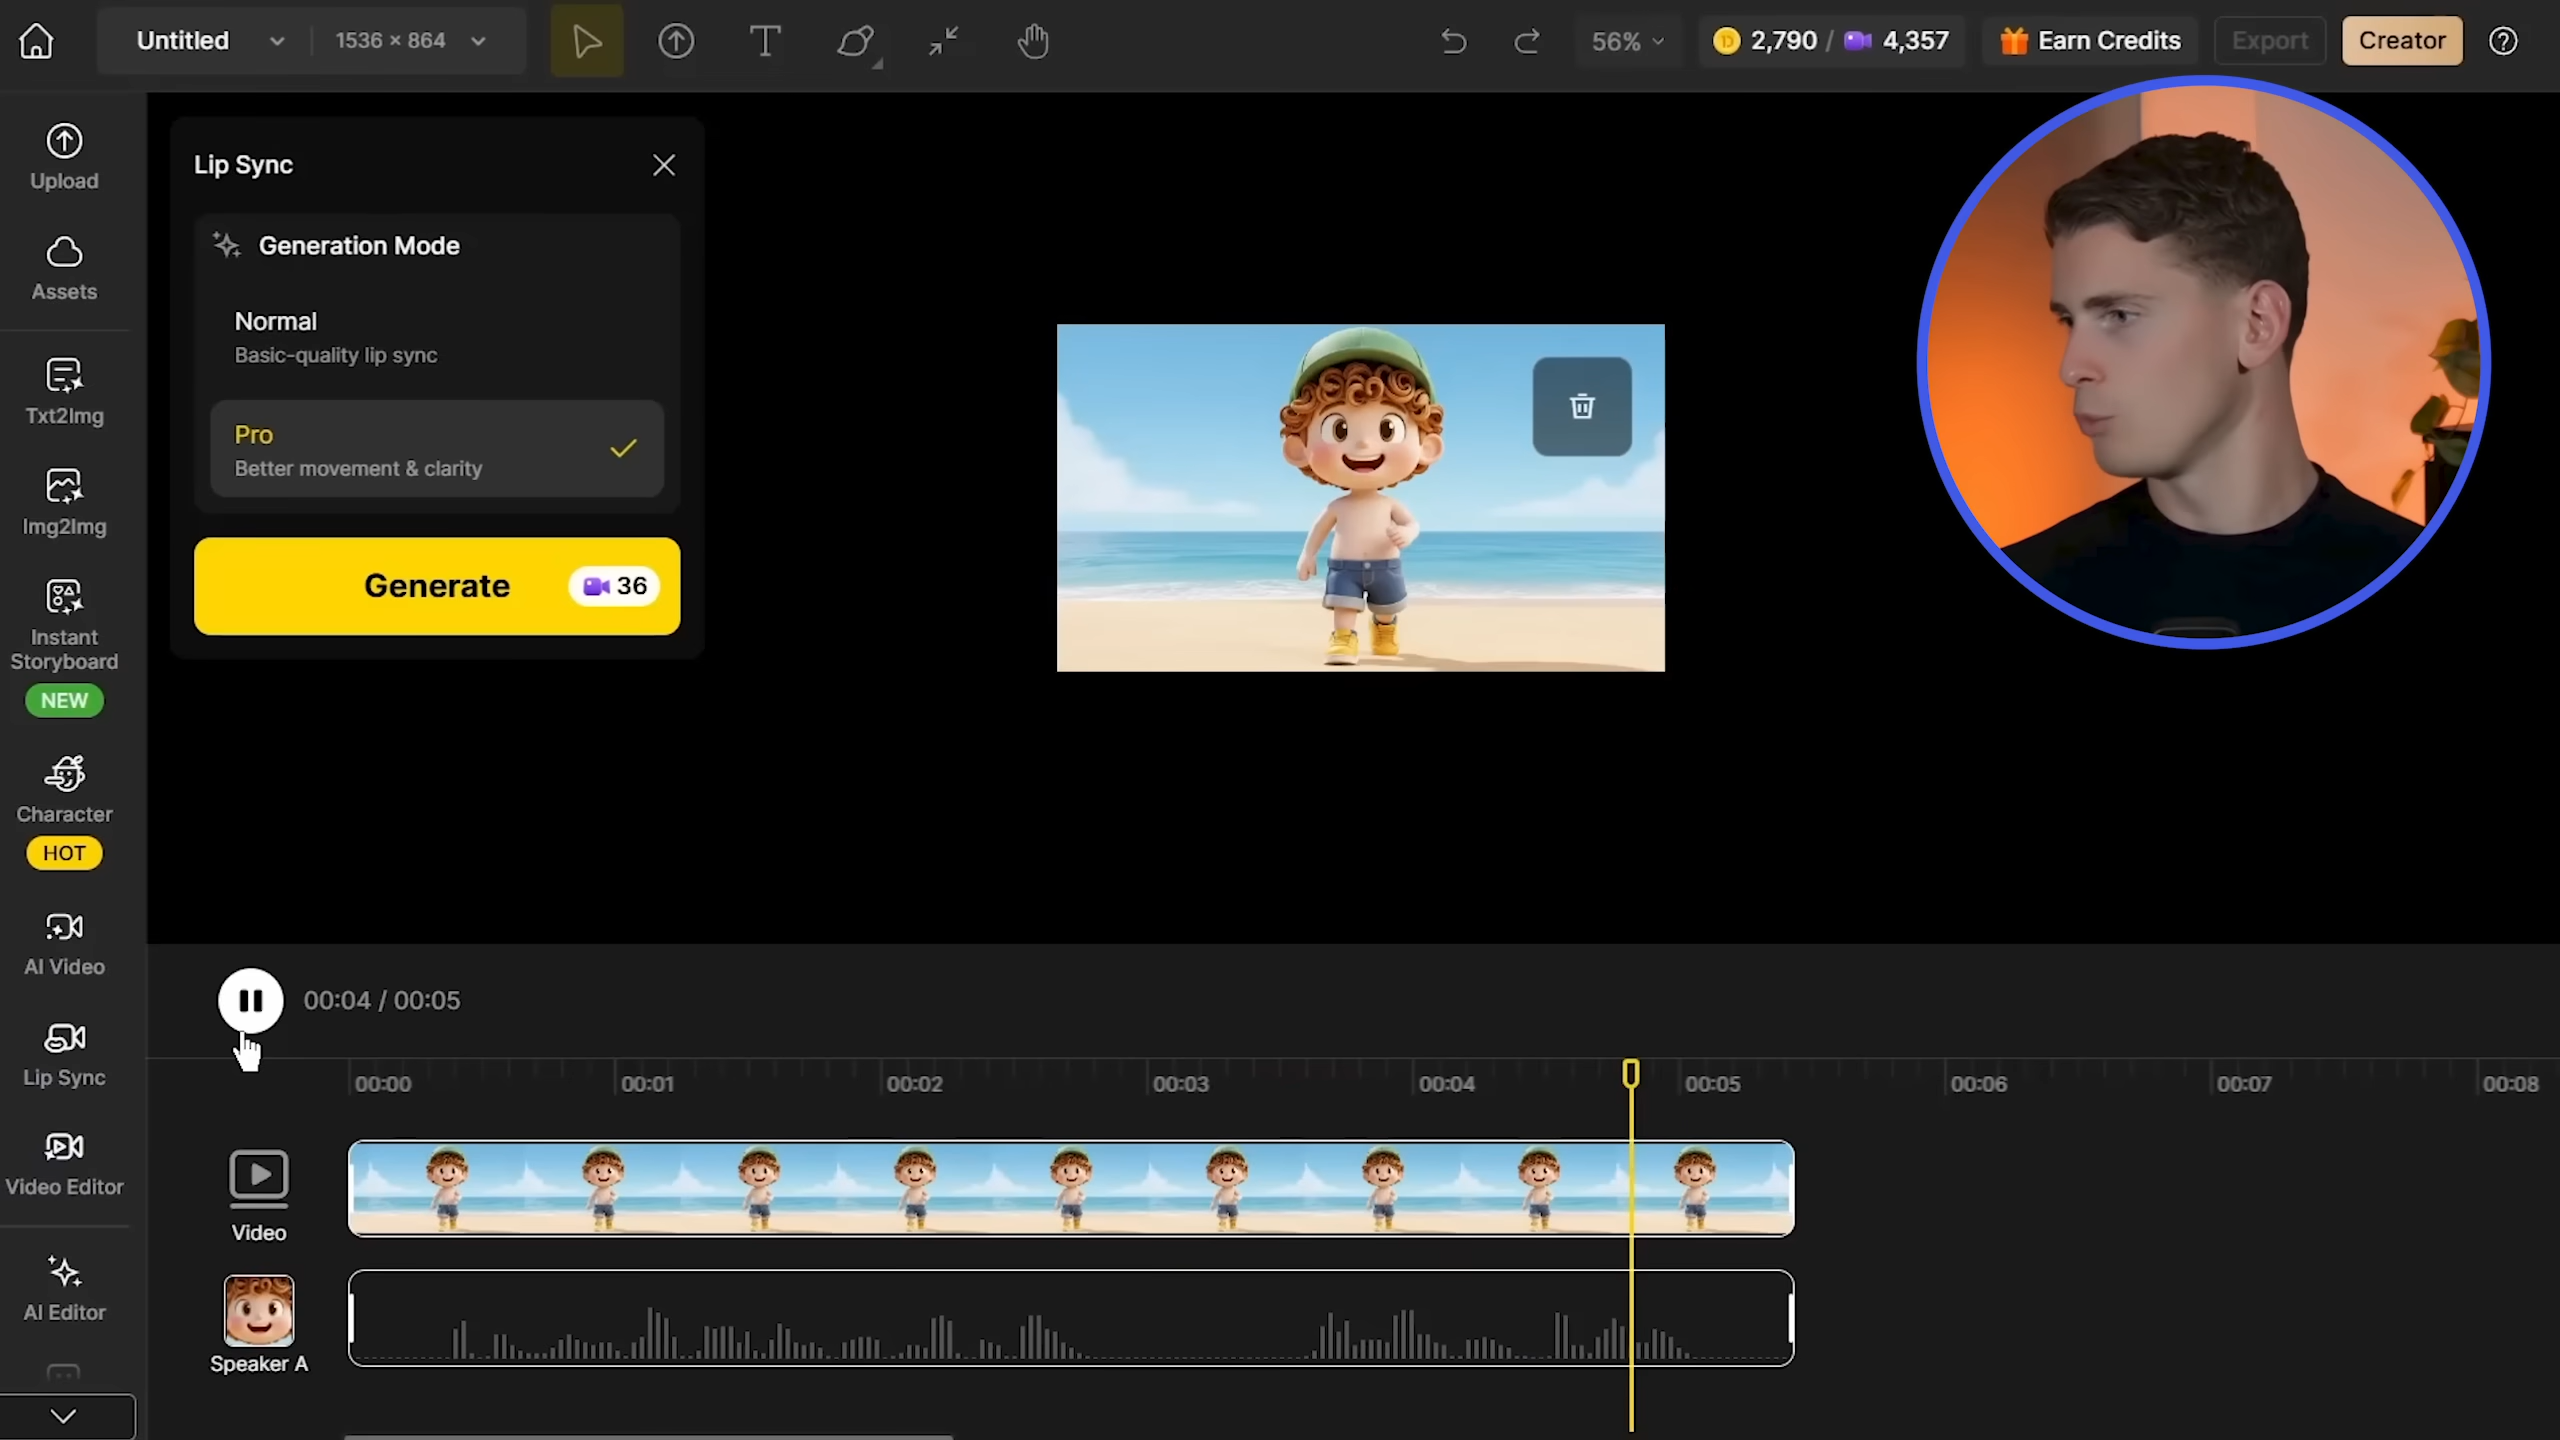 Untitled
1536 × 864
56%
2,790 / 4,357
Earn Credits
Export
Creator
Upload
Assets
Txt2Img
Img2Img
Instant
Storyboard
NEW
Character
HOT
AI Video
Lip Sync
Video Editor
AI Editor
Lip Sync
Generation Mode
Normal
Basic-quality lip sync
Pro
Better movement & clarity
Generate 36
00:04 / 00:05
00:00 00:01 00:02 00:03 00:04 00:05 00:06 00:07 00:08
Video
Speaker A